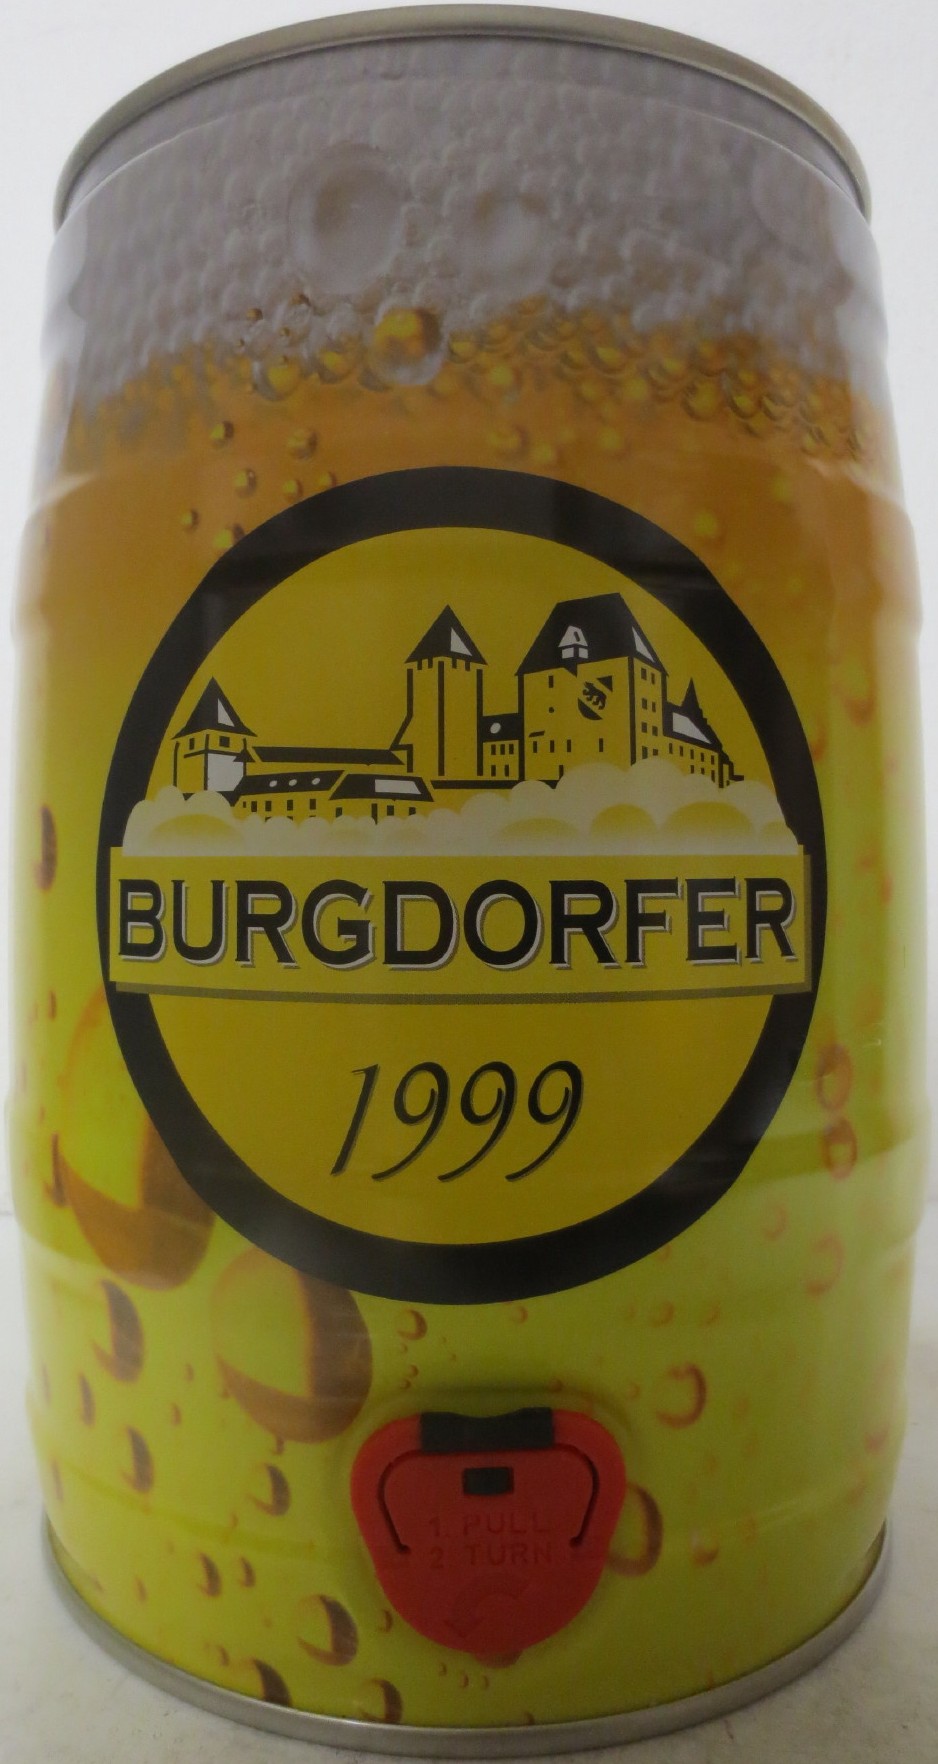 BURGDORFER
1999
1. PULL
2. TURN